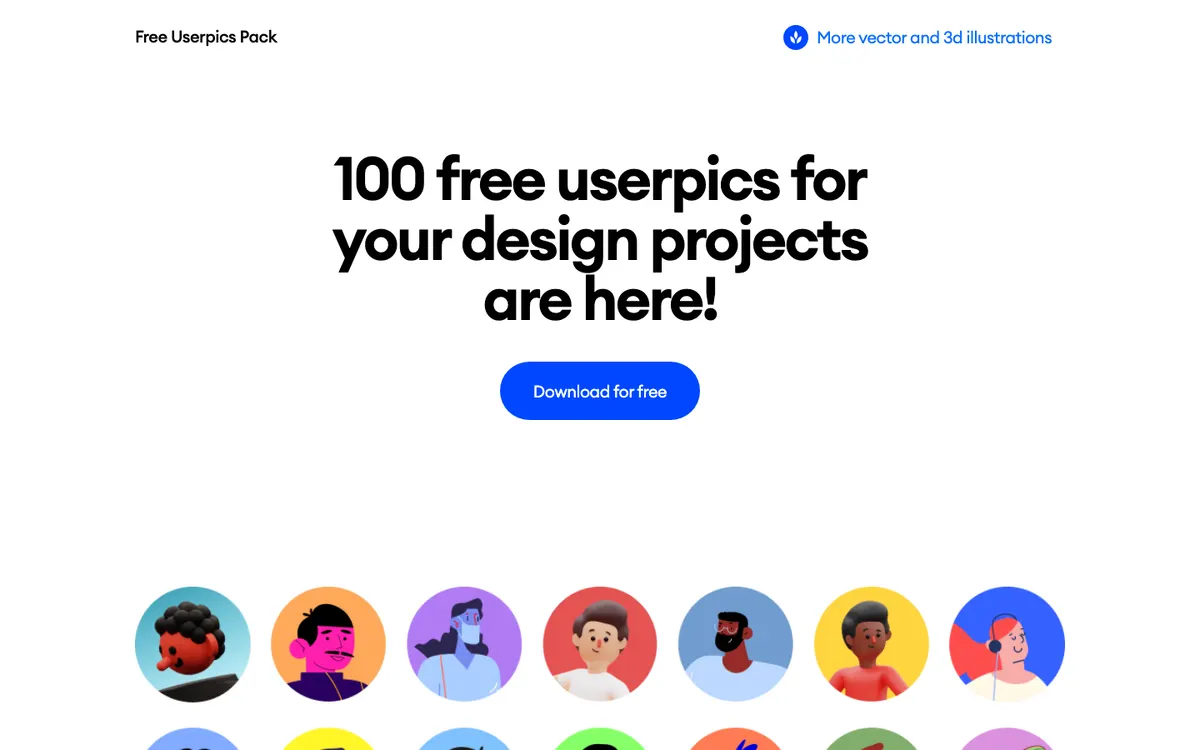 Free Userpics Pack
More vector and 3d illustrations
100 free userpics for
your design projects
are here!
Download for free